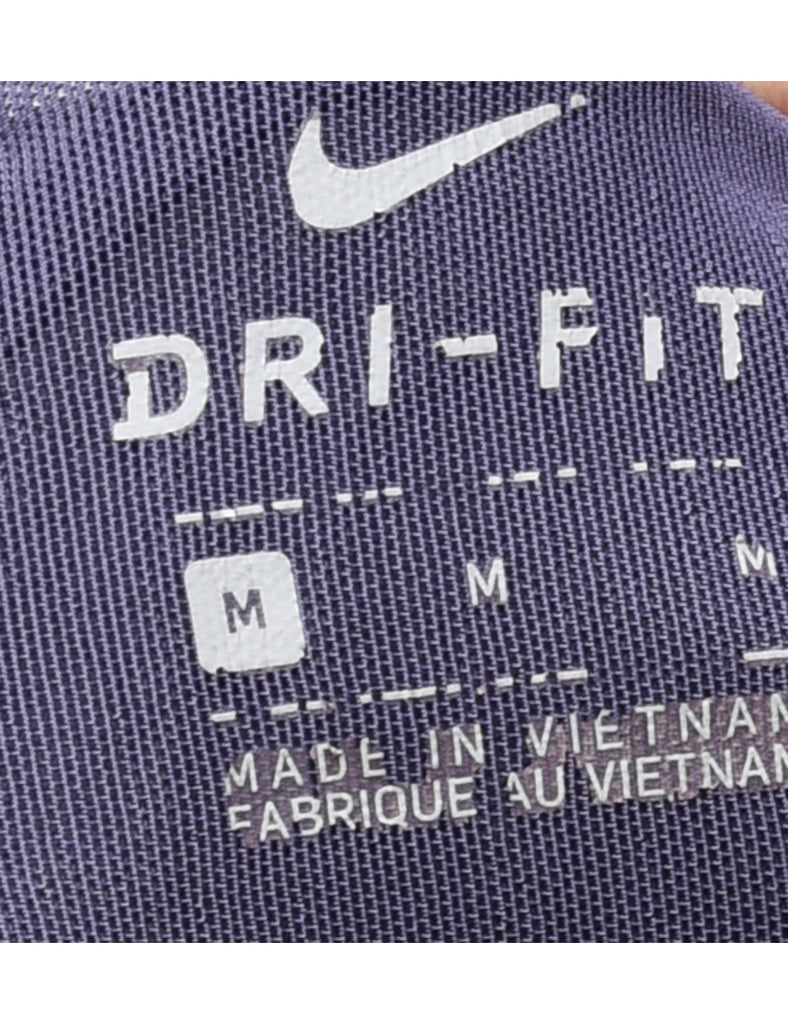 DRI-FIT
M M M
MADE IN VIETNAM
FABRIQUE AU VIETNAM